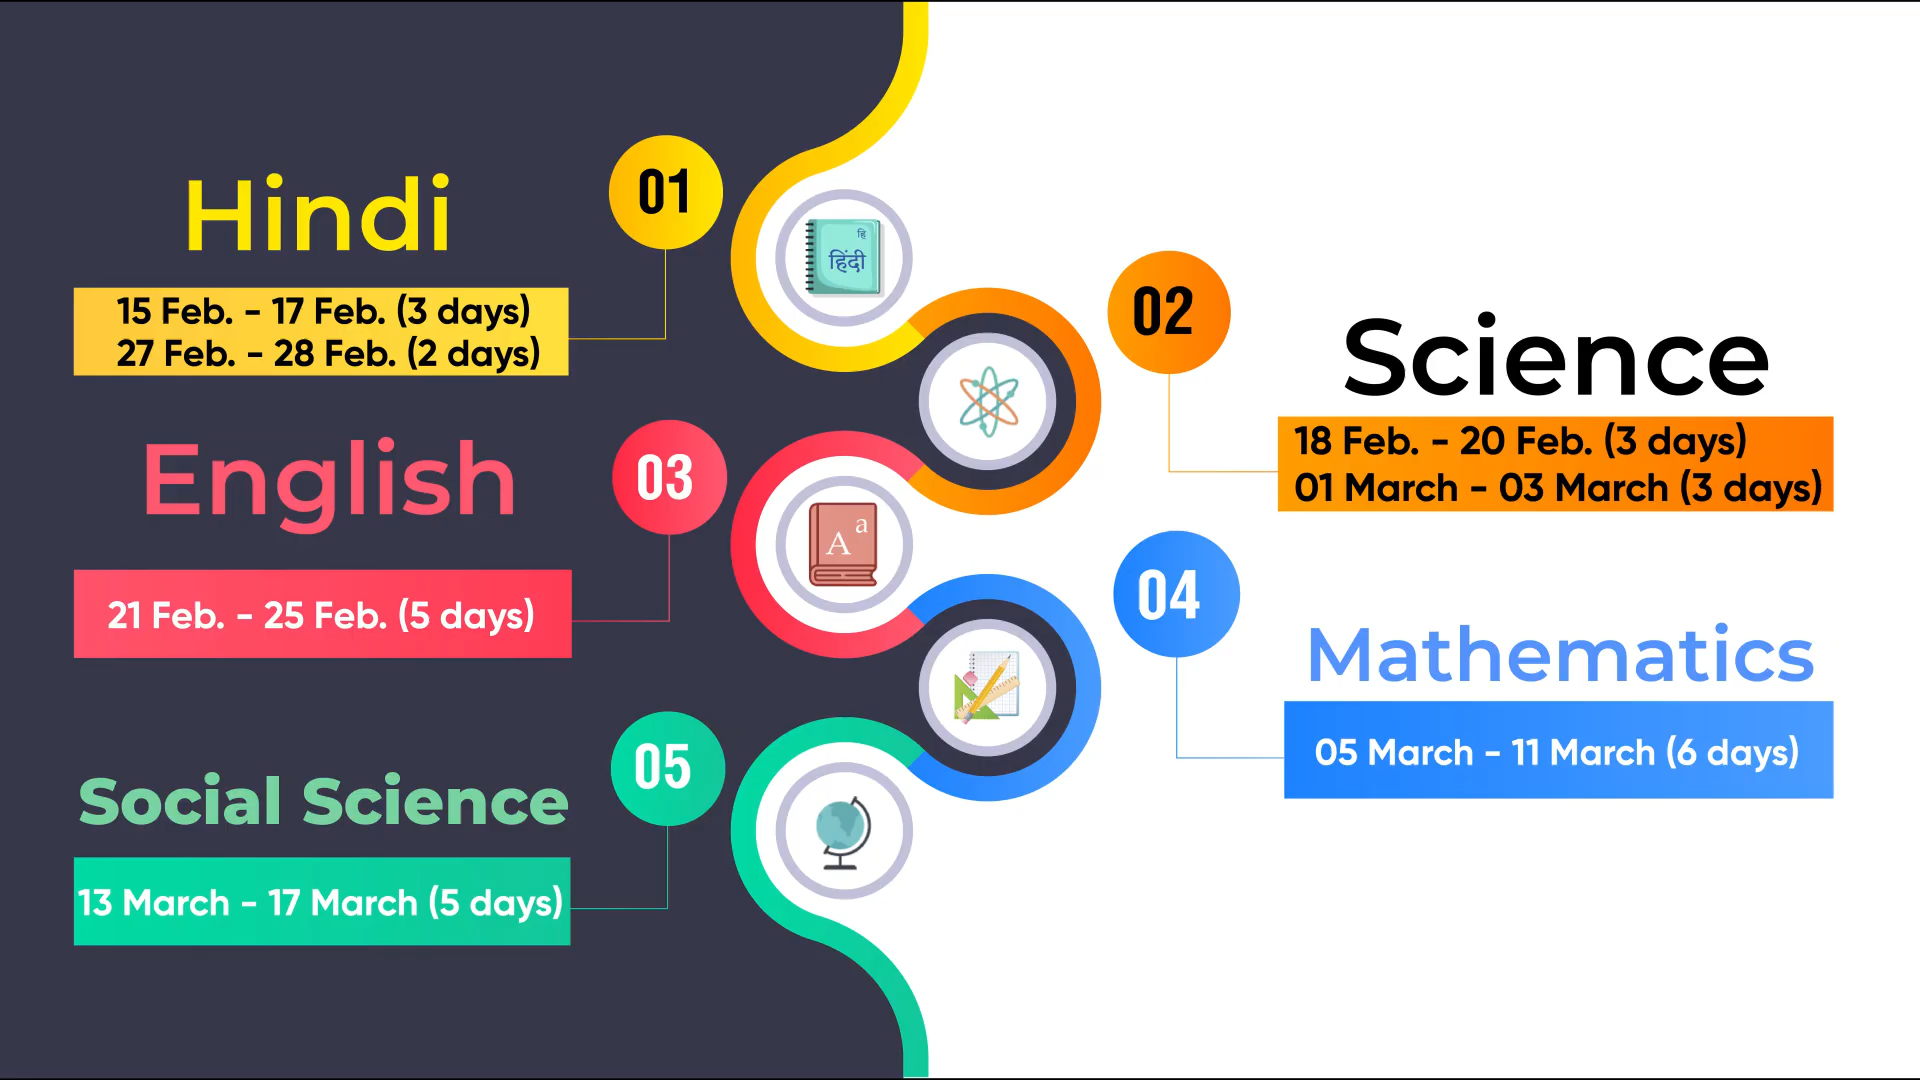 01
Hindi
15 Feb. - 17 Feb. (3 days)
27 Feb. - 28 Feb. (2 days)
हि
हिंदी
02
Science
18 Feb. - 20 Feb. (3 days)
01 March - 03 March (3 days)
03
English
21 Feb. - 25 Feb. (5 days)
A a
04
Mathematics
05 March - 11 March (6 days)
05
Social Science
13 March - 17 March (5 days)